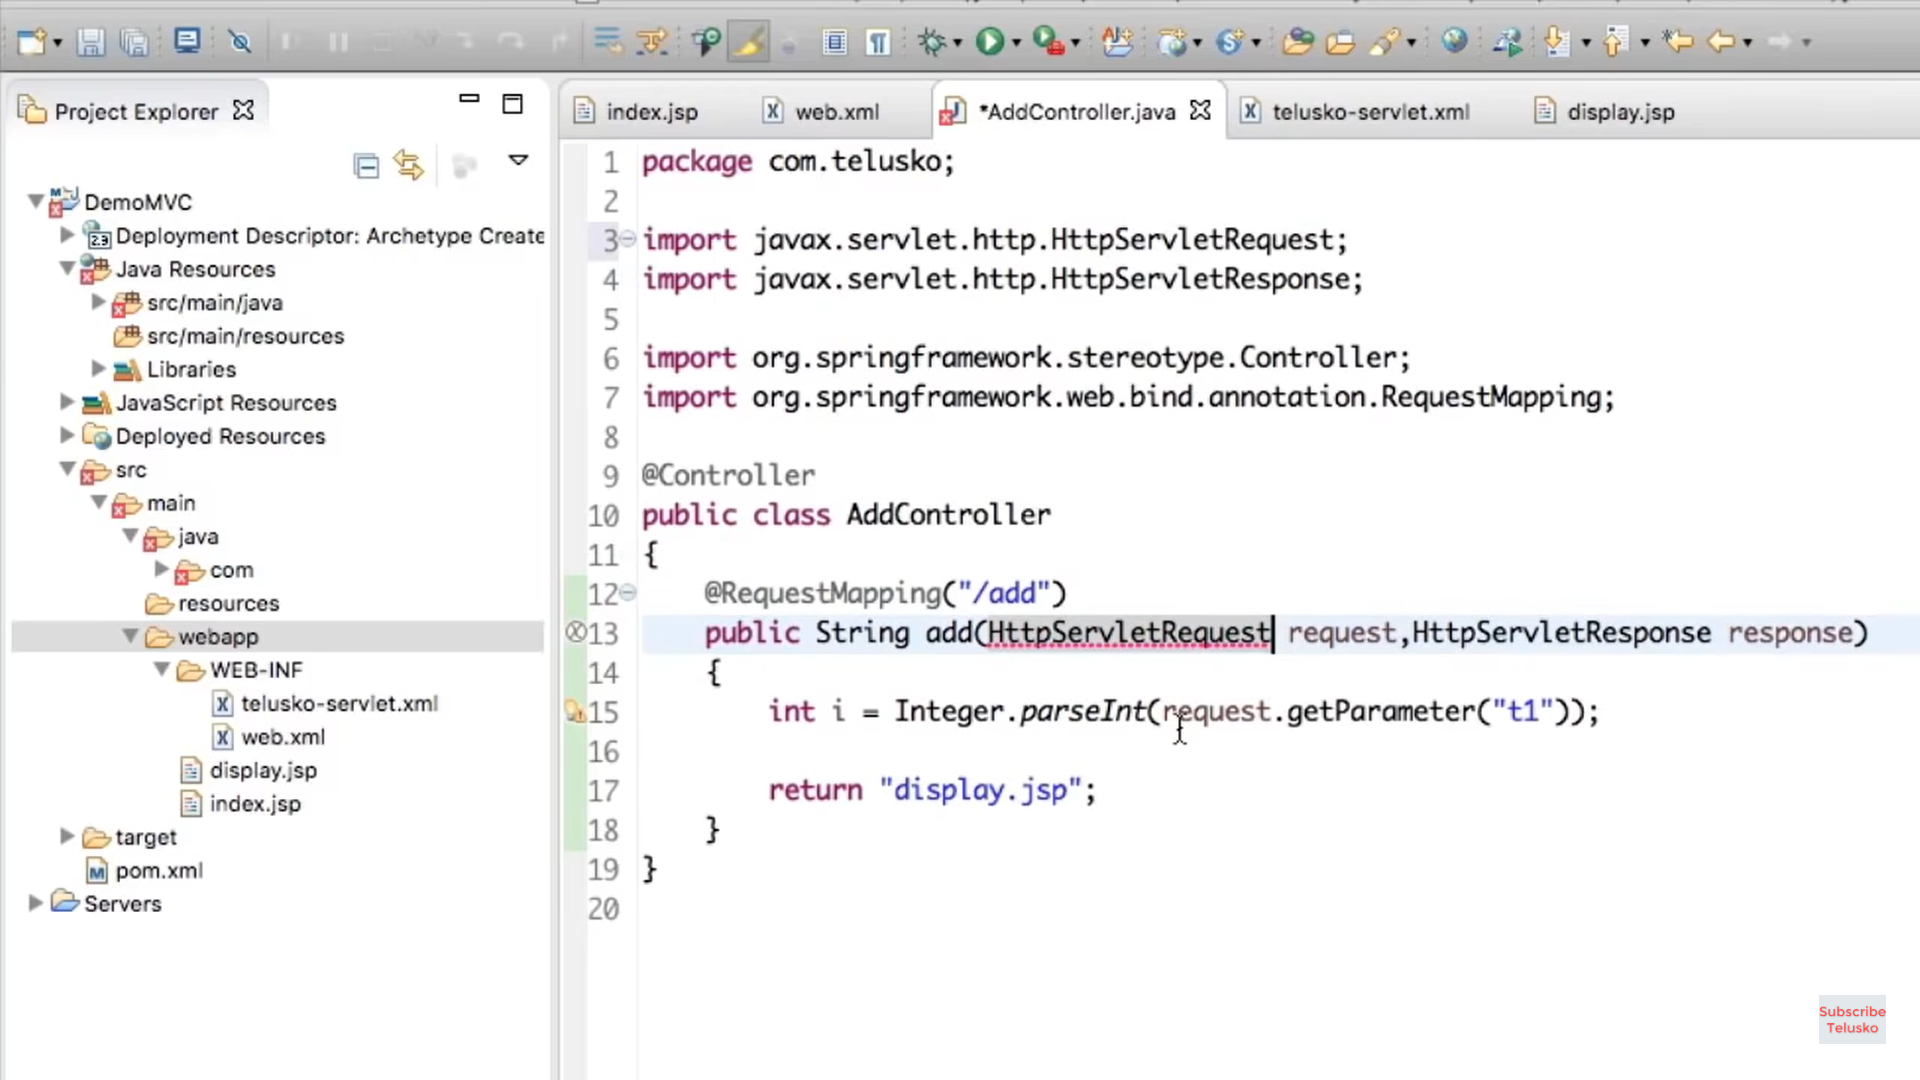 Project Explorer
DemoMVC
Deployment Descriptor: Archetype Create
Java Resources
src/main/java
src/main/resources
Libraries
JavaScript Resources
Deployed Resources
src
main
java
com
resources
webapp
WEB-INF
telusko-servlet.xml
web.xml
display.jsp
index.jsp
target
pom.xml
Servers
index.jsp web.xml *AddController.java telusko-servlet.xml display.jsp
1 package com.telusko;
2
3 import javax.servlet.http.HttpServletRequest;
4 import javax.servlet.http.HttpServletResponse;
5
6 import org.springframework.stereotype.Controller;
7 import org.springframework.web.bind.annotation.RequestMapping;
8
9 @Controller
10 public class AddController
11 {
12 @RequestMapping("/add")
13 public String add(HttpServletRequest request,HttpServletResponse response)
14 {
15 int i = Integer.parseInt(request.getParameter("t1"));
16
17 return "display.jsp";
18 }
19 }
20
Subscribe
Telusko